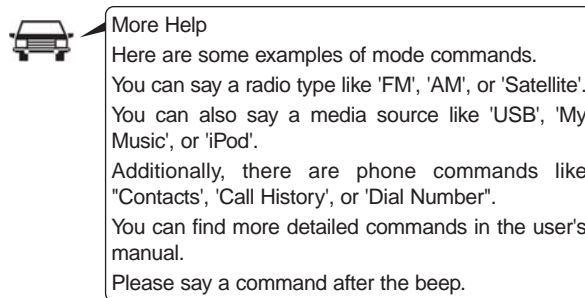 More Help
Here are some examples of mode commands.
You can say a radio type like 'FM', 'AM', or 'Satellite'.
You can also say a media source like 'USB', 'My
Music', or 'iPod'.
Additionally, there are phone commands like
"Contacts', 'Call History', or 'Dial Number".
You can find more detailed commands in the user's
manual.
Please say a command after the beep.